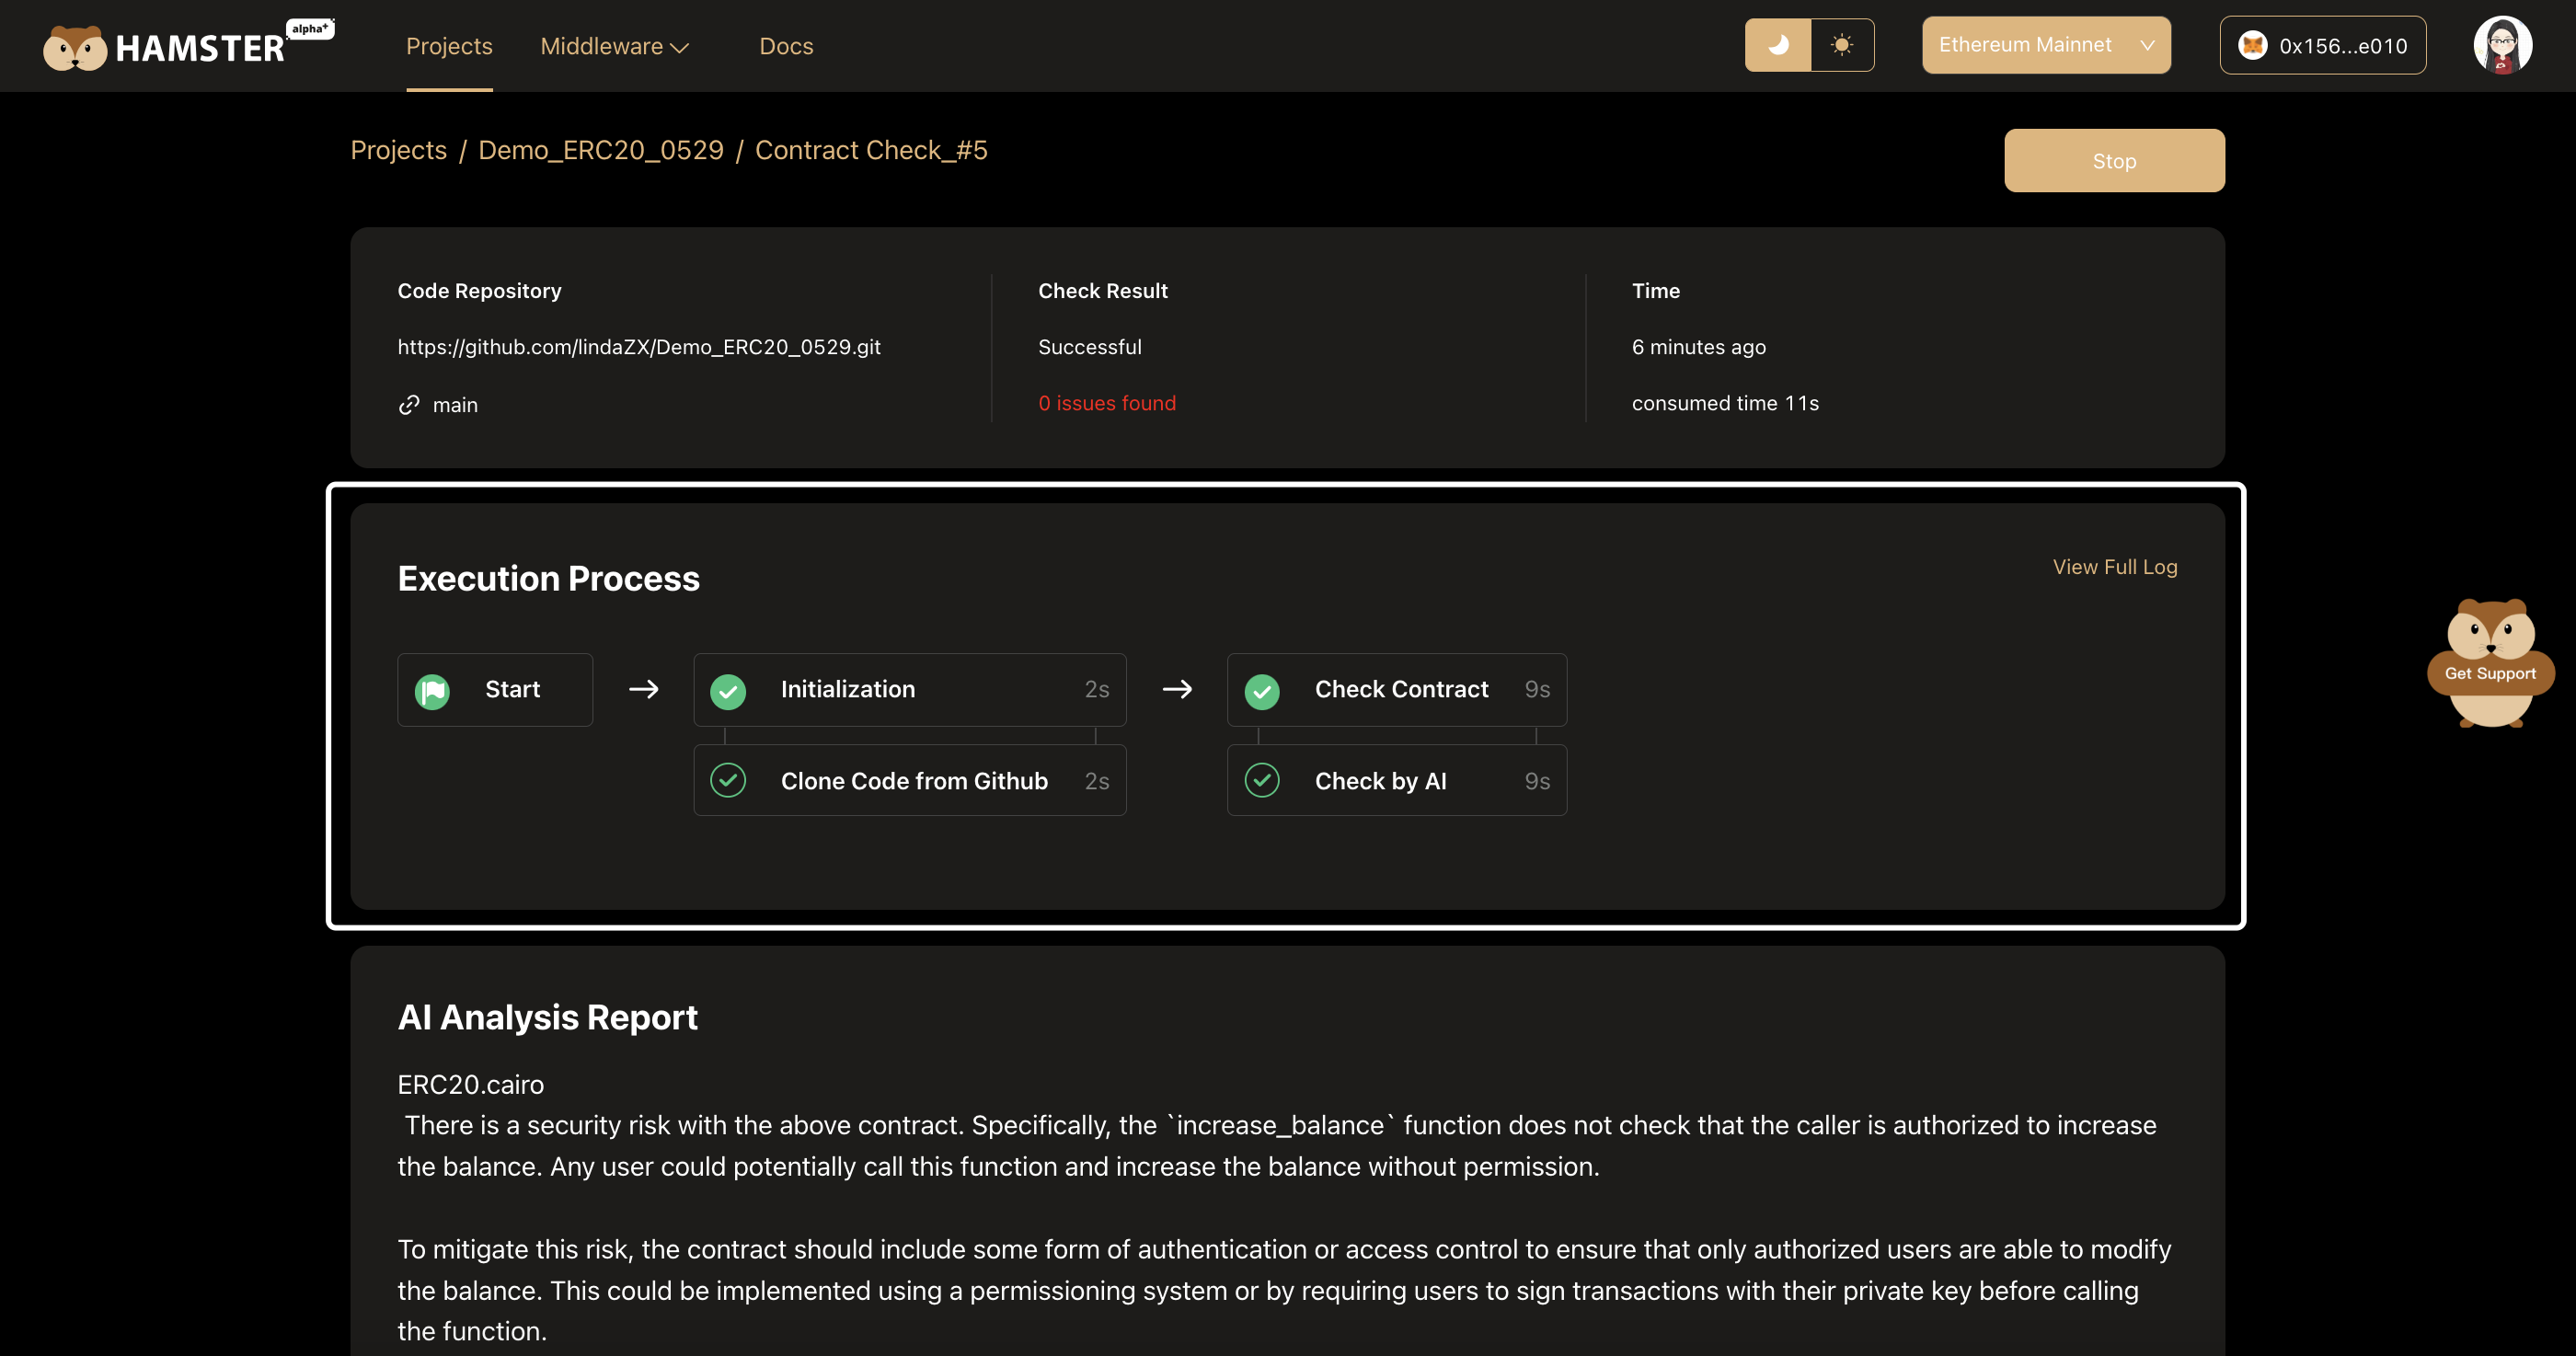 HAMSTER alpha+
Projects Middleware Docs Ethereum Mainnet 0x156...e010
Projects / Demo_ERC20_0529 / Contract Check_#5
Stop
Code Repository
https://github.com/lindaZX/Demo_ERC20_0529.git
main
Check Result
Successful
0 issues found
Time
6 minutes ago
consumed time 11s
Execution Process
View Full Log
Start
Initialization 2s
Clone Code from Github 2s
Check Contract 9s
Check by AI 9s
Get Support
AI Analysis Report
ERC20.cairo
There is a security risk with the above contract. Specifically, the `increase_balance` function does not check that the caller is authorized to increase
the balance. Any user could potentially call this function and increase the balance without permission.
To mitigate this risk, the contract should include some form of authentication or access control to ensure that only authorized users are able to modify
the balance. This could be implemented using a permissioning system or by requiring users to sign transactions with their private key before calling
the function.